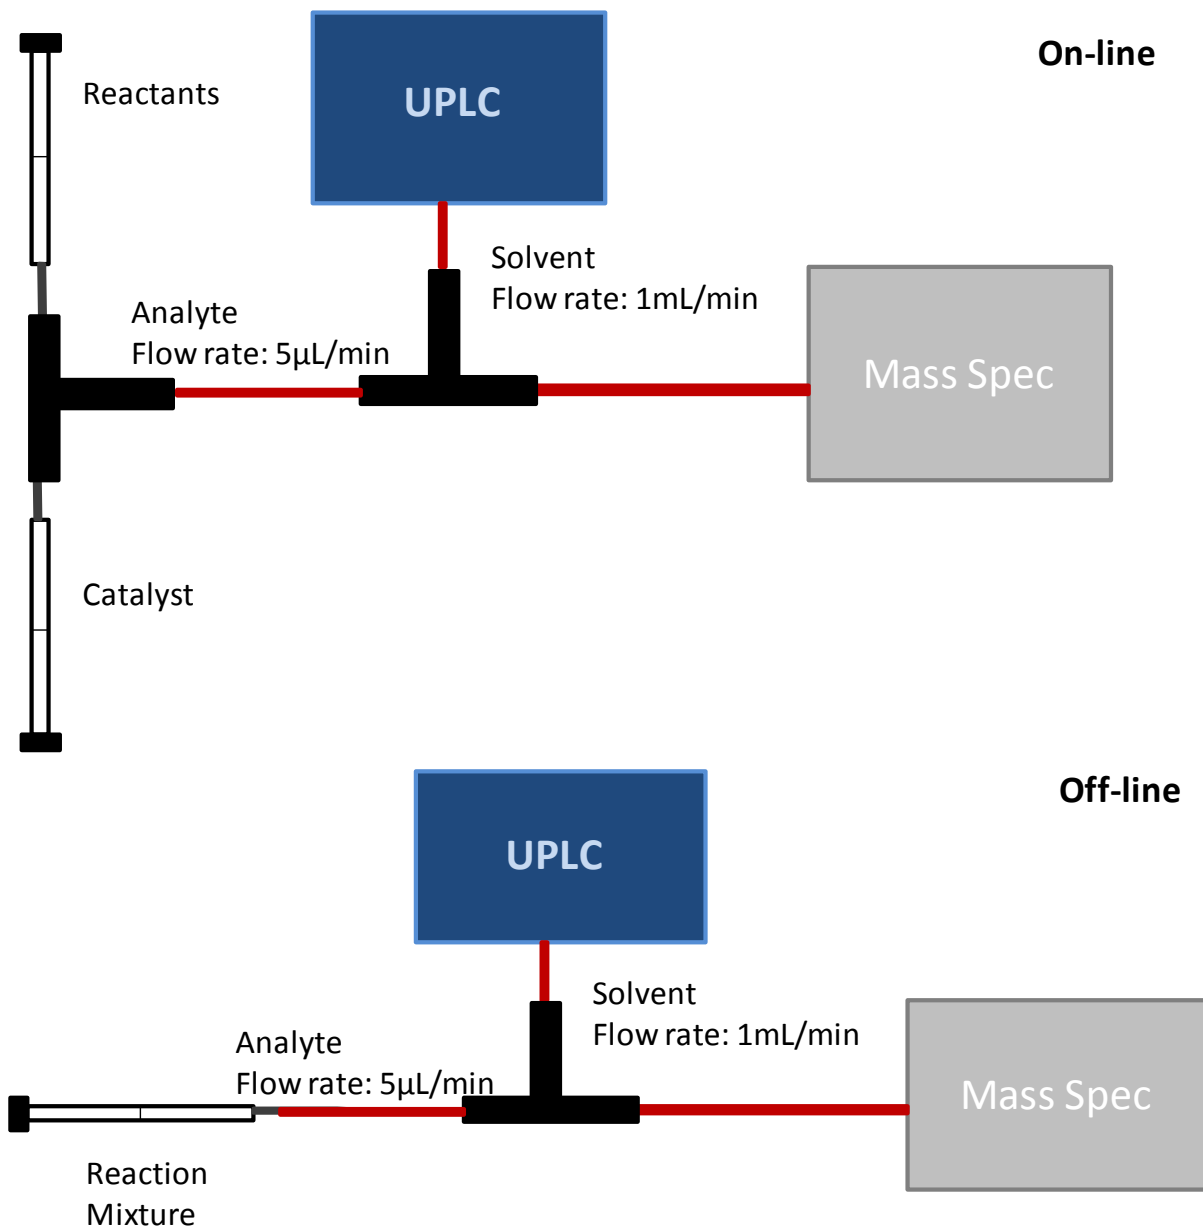 On-line
Reactants
UPLC
Solvent
Flow rate: 1mL/min
Analyte
Flow rate: 5µL/min
Mass Spec
Catalyst
Off-line
UPLC
Solvent
Flow rate: 1mL/min
Analyte
Flow rate: 5µL/min
Mass Spec
Reaction
Mixture